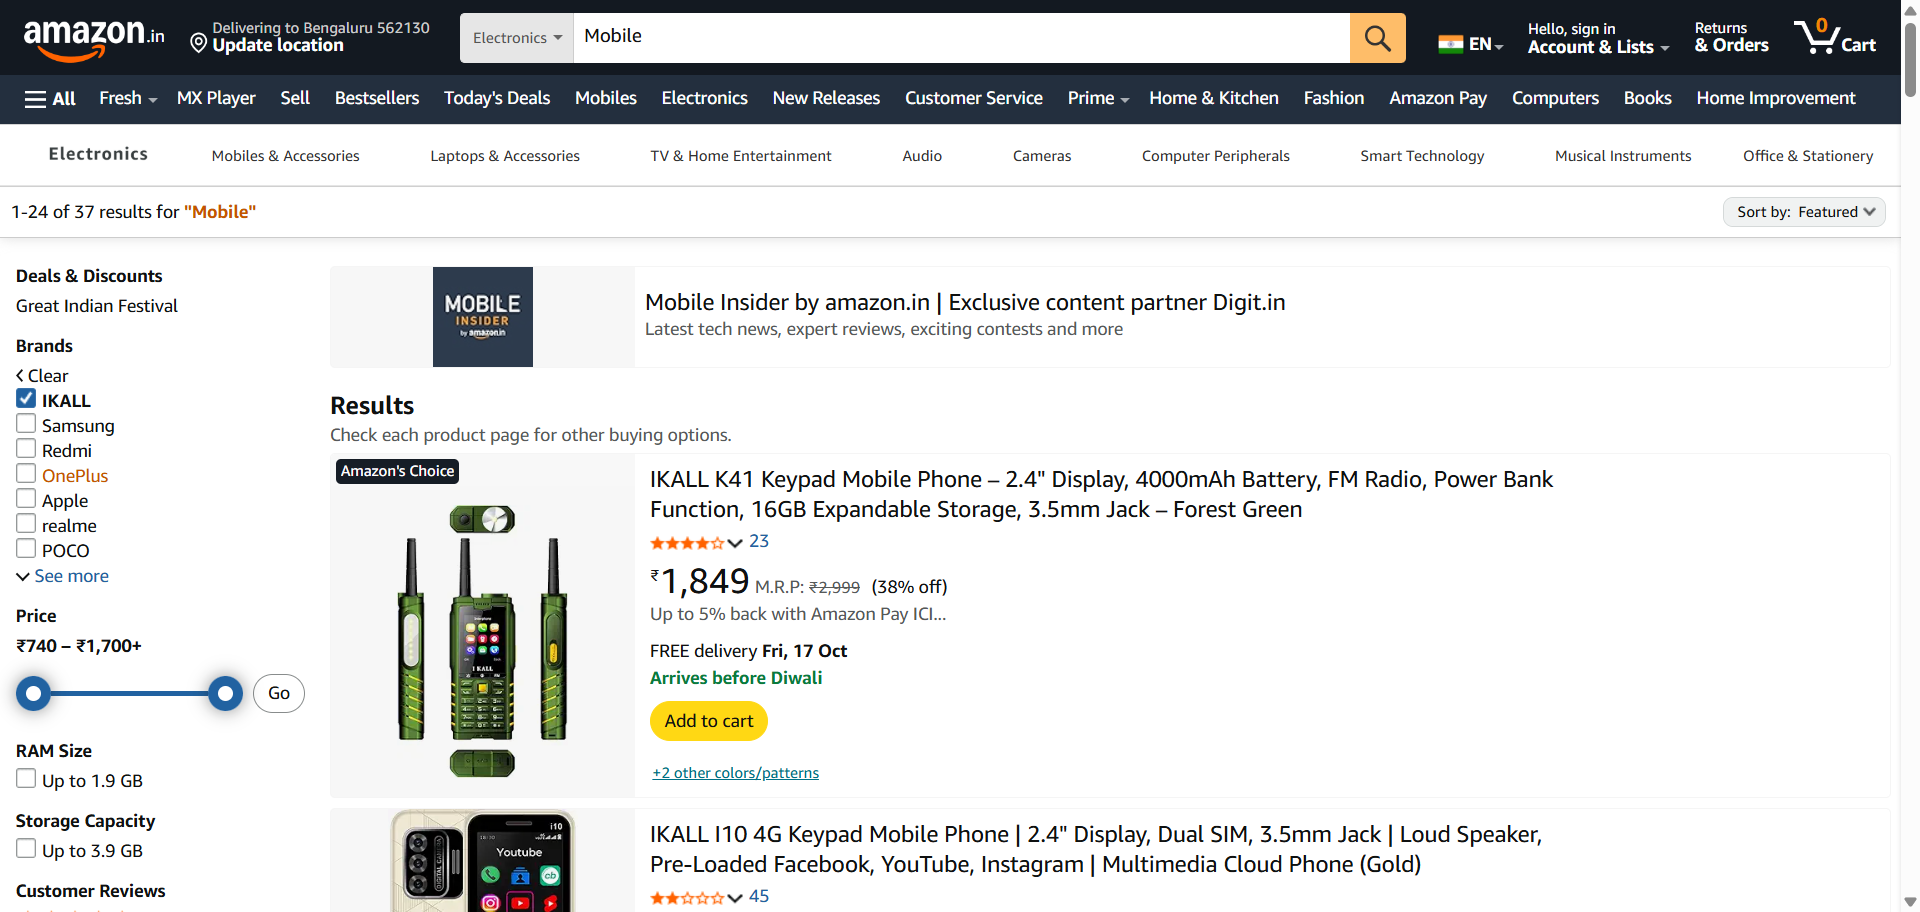 amazon.in
Delivering to Bengaluru 562130
Update location
Electronics
Mobile
EN
Hello, sign in
Account & Lists
Returns
& Orders
0
Cart
All
Fresh
MX Player
Sell
Bestsellers
Today's Deals
Mobiles
Electronics
New Releases
Customer Service
Prime
Home & Kitchen
Fashion
Amazon Pay
Computers
Books
Home Improvement
Electronics
Mobiles & Accessories
Laptops & Accessories
TV & Home Entertainment
Audio
Cameras
Computer Peripherals
Smart Technology
Musical Instruments
Office & Stationery
1-24 of 37 results for "Mobile"
Sort by: Featured
Deals & Discounts
Great Indian Festival
Brands
Clear
IKALL
Samsung
Redmi
OnePlus
Apple
realme
POCO
See more
Price
₹740 – ₹1,700+
Go
RAM Size
Up to 1.9 GB
Storage Capacity
Up to 3.9 GB
Customer Reviews
MOBILE
INSIDER
by amazon.in
Mobile Insider by amazon.in | Exclusive content partner Digit.in
Latest tech news, expert reviews, exciting contests and more
Results
Check each product page for other buying options.
Amazon's Choice
I KALL
IKALL K41 Keypad Mobile Phone – 2.4" Display, 4000mAh Battery, FM Radio, Power Bank
Function, 16GB Expandable Storage, 3.5mm Jack – Forest Green
23
₹1,849 M.R.P: ₹2,999 (38% off)
Up to 5% back with Amazon Pay ICI...
FREE delivery Fri, 17 Oct
Arrives before Diwali
Add to cart
+2 other colors/patterns
DIGITAL CAMERA
i10
Youtube
cb
IKALL I10 4G Keypad Mobile Phone | 2.4" Display, Dual SIM, 3.5mm Jack | Loud Speaker,
Pre-Loaded Facebook, YouTube, Instagram | Multimedia Cloud Phone (Gold)
45